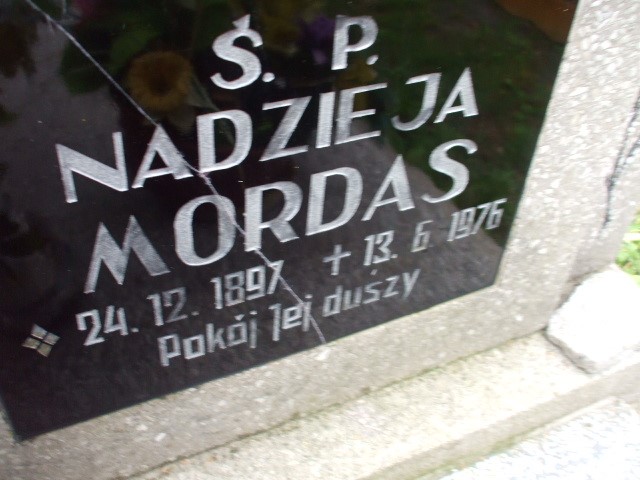 Ś. P.
NADZIEJA
MORDAS
24. 12. 1897 ✝ 13. 6. 1976
Pokój Jej duszy